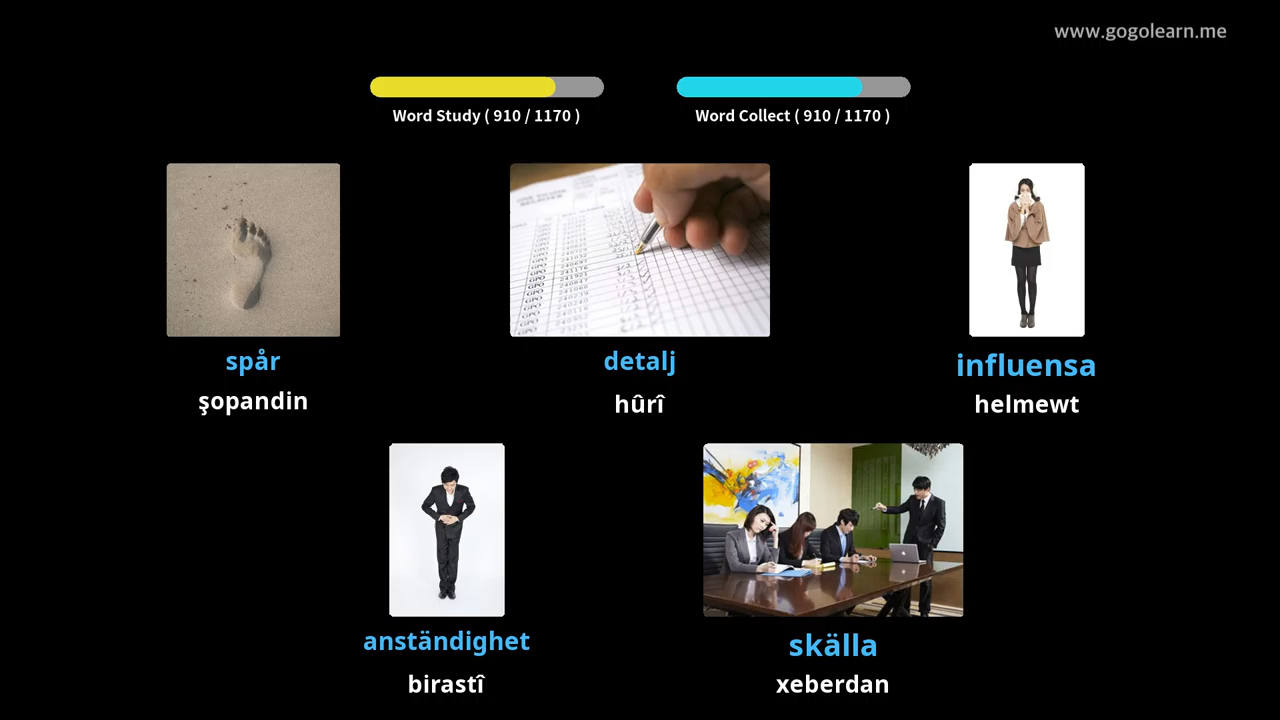 www.gogolearn.me
Word Study ( 910 / 1170 )
Word Collect ( 910 / 1170 )
spår
detalj
influensa
şopandin
hûrî
helmewt
anständighet
skälla
birastî
xeberdan